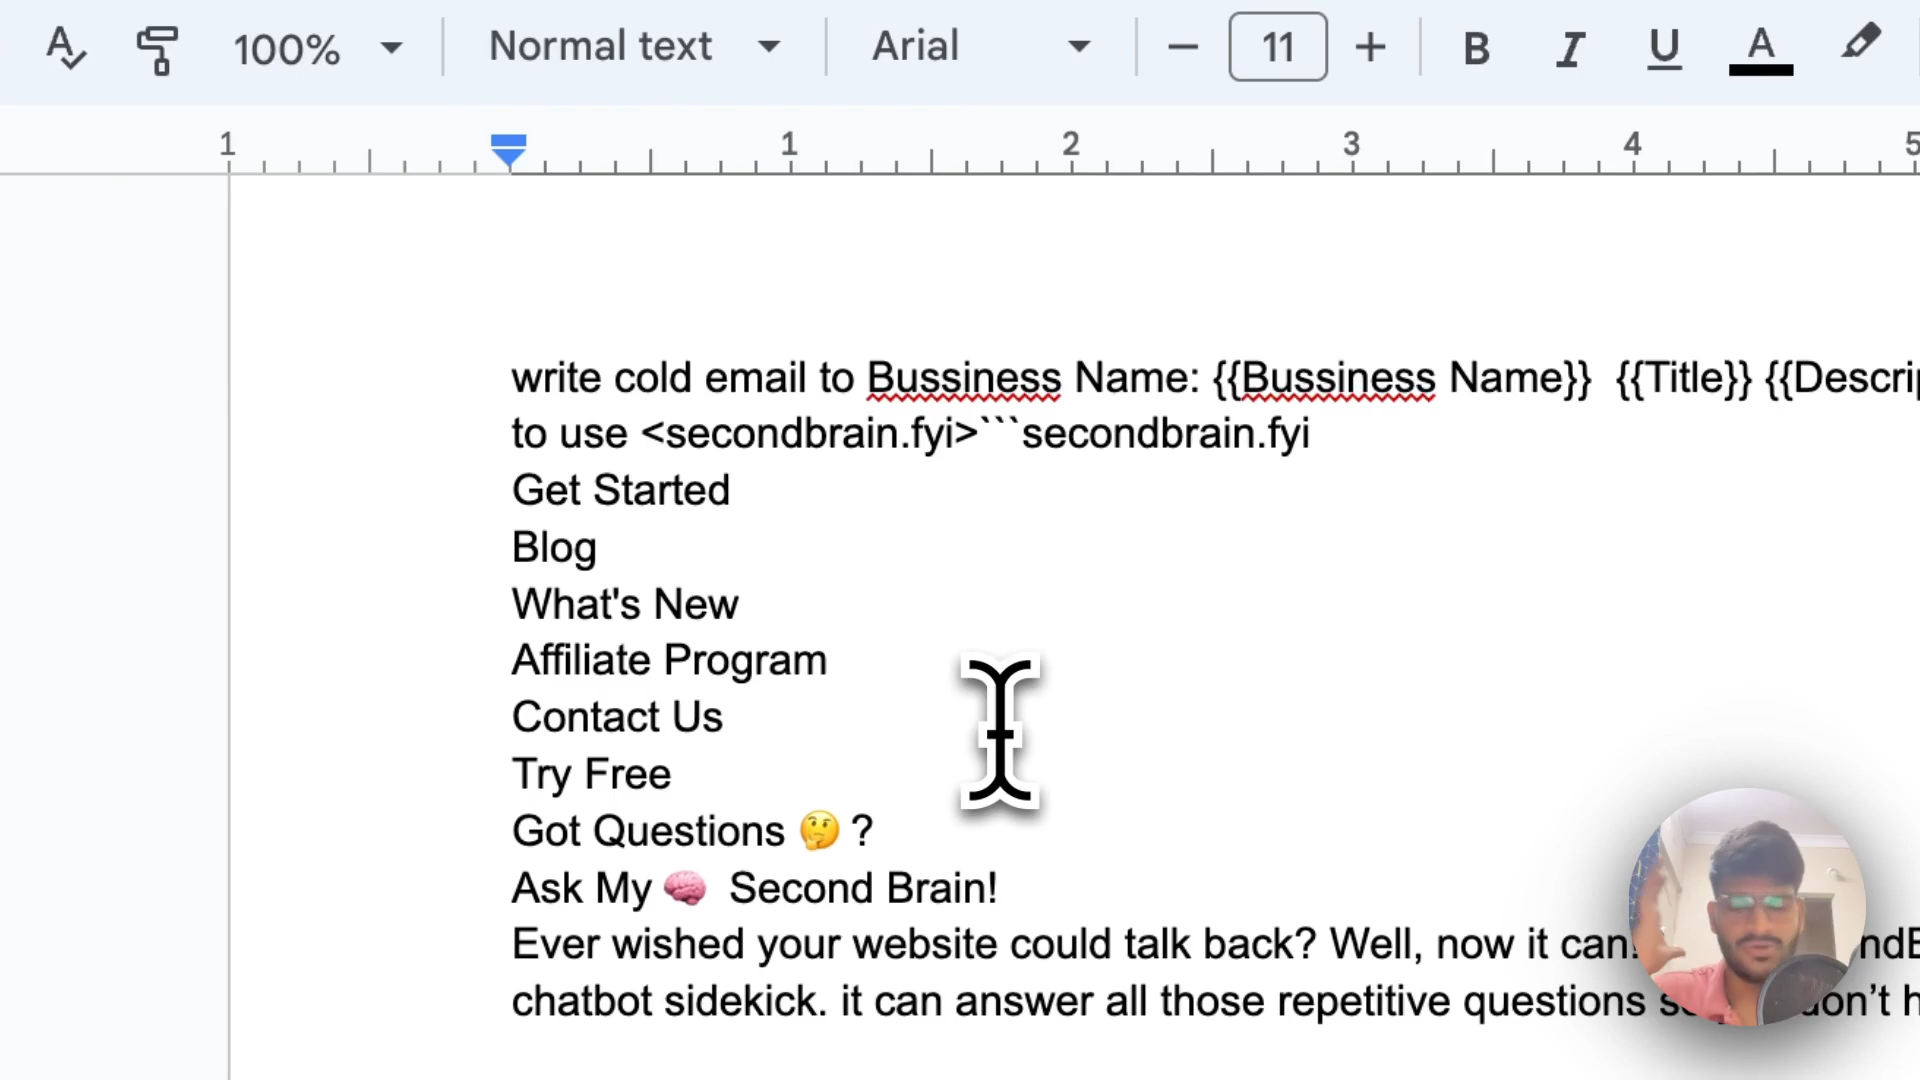 100% Normal text Arial 11 B I U A
1 1 2 3 4 5
write cold email to Bussiness Name: {{Bussiness Name}}  {{Title}} {{Descrip
to use <secondbrain.fyi>```secondbrain.fyi
Get Started
Blog
What's New
Affiliate Program
Contact Us
Try Free
Got Questions 🤔 ?
Ask My 🧠 Second Brain!
Ever wished your website could talk back? Well, now it can!
chatbot sidekick. it can answer all those repetitive questions don’t